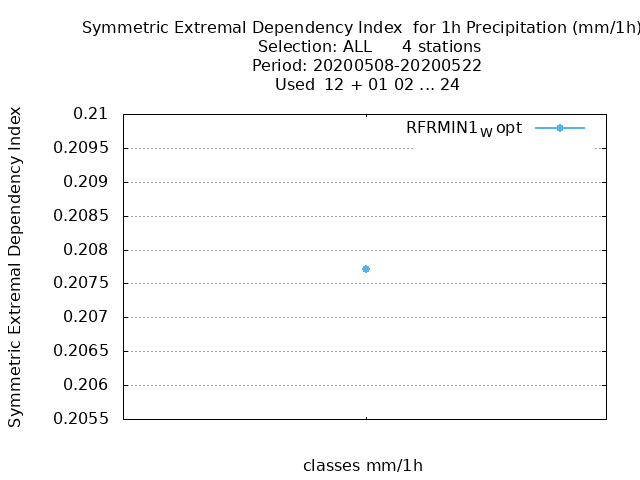 Symmetric Extremal Dependency Index  for 1h Precipitation (mm/1h)
Selection: ALL      4 stations
Period: 20200508-20200522
Used  12 + 01 02 ... 24
RFRMIN1W opt
0.21
0.2095
0.209
0.2085
0.208
0.2075
0.207
0.2065
0.206
0.2055
Symmetric Extremal Dependency Index
classes mm/1h